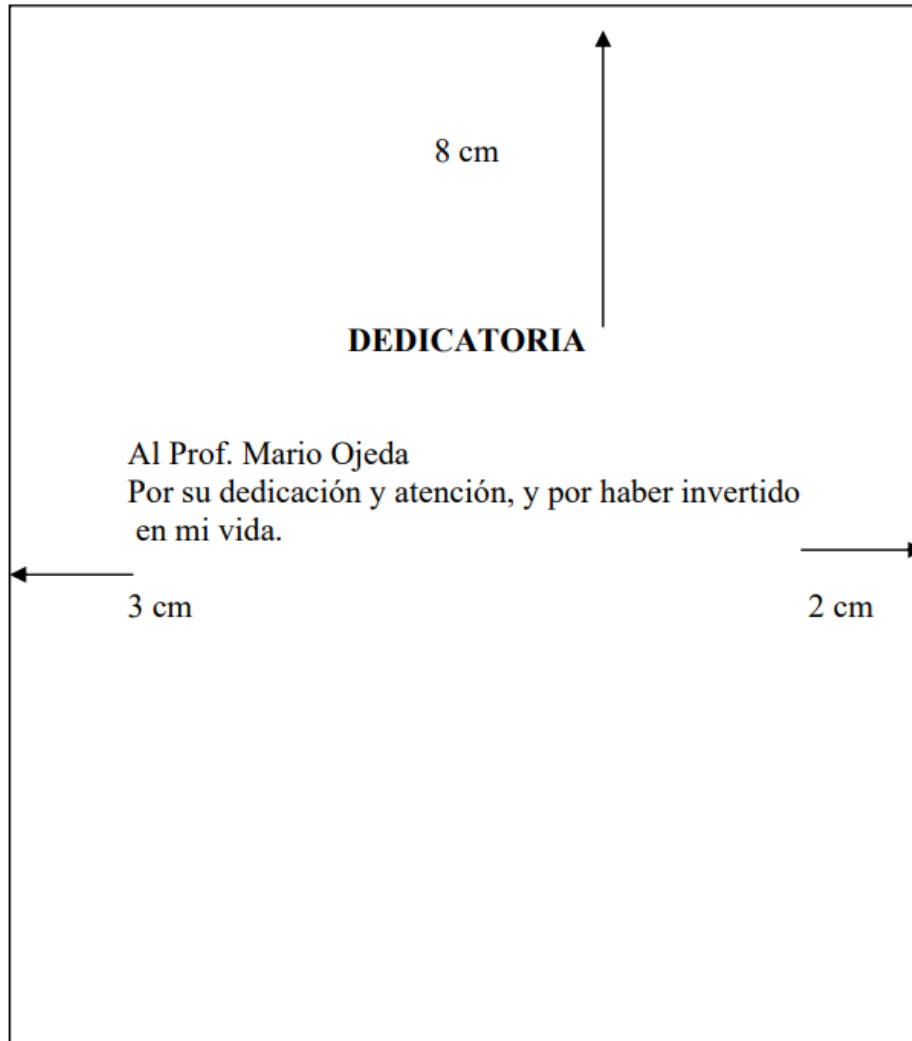 8 cm
DEDICATORIA
Al Prof. Mario Ojeda
Por su dedicación y atención, y por haber invertido
en mi vida.
3 cm
2 cm